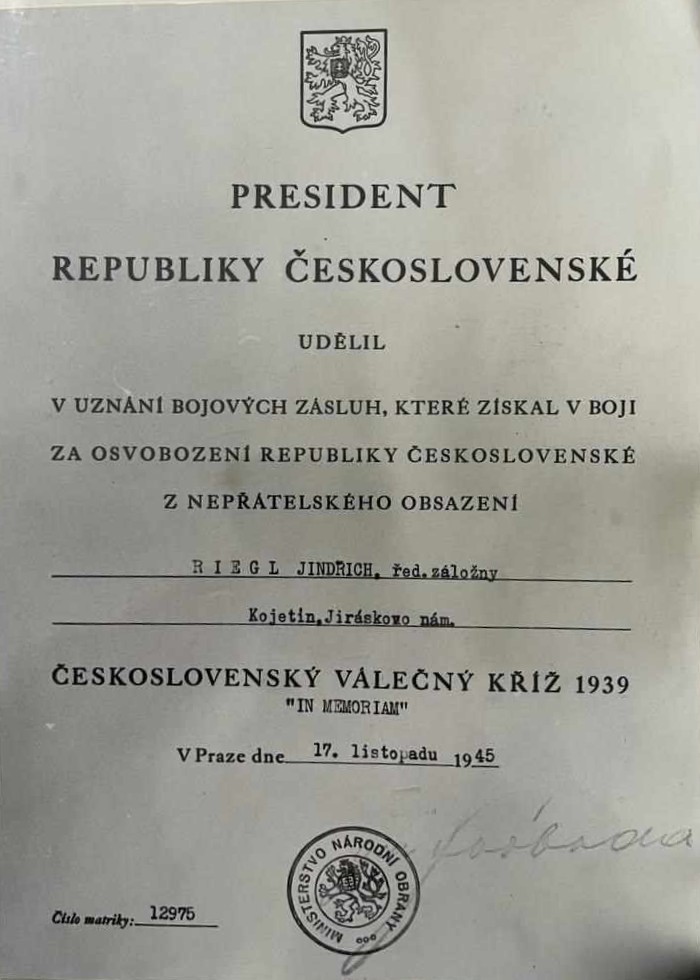 PRESIDENT
REPUBLIKY ČESKOSLOVENSKÉ
UDĚLIL
V UZNÁNÍ BOJOVÝCH ZÁSLUH, KTERÉ ZÍSKAL V BOJI
ZA OSVOBOZENÍ REPUBLIKY ČESKOSLOVENSKÉ
Z NEPŘÁTELSKÉHO OBSAZENÍ
RIEGL JINDŘICH, řed.záložny
Kojetín,Jiráskovo nám.
ČESKOSLOVENSKÝ VÁLEČNÝ KŘÍŽ 1939
"IN MEMORIAM"
V Praze dne 17. listopadu 1945
MINISTERSTVO NÁRODNÍ OBRANY
Číslo matriky: 12975